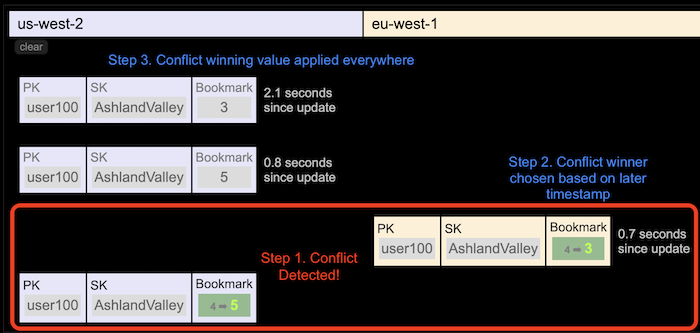 us-west-2
eu-west-1
clear
Step 3. Conflict winning value applied everywhere
PK
SK
Bookmark
user100
AshlandValley
3
2.1 seconds
since update
PK
SK
Bookmark
user100
AshlandValley
5
0.8 seconds
since update
Step 2. Conflict winner
chosen based on later
timestamp
PK
SK
Bookmark
user100
AshlandValley
4 ➡ 3
0.7 seconds
since update
Step 1. Conflict
Detected!
PK
SK
Bookmark
user100
AshlandValley
4 ➡ 5